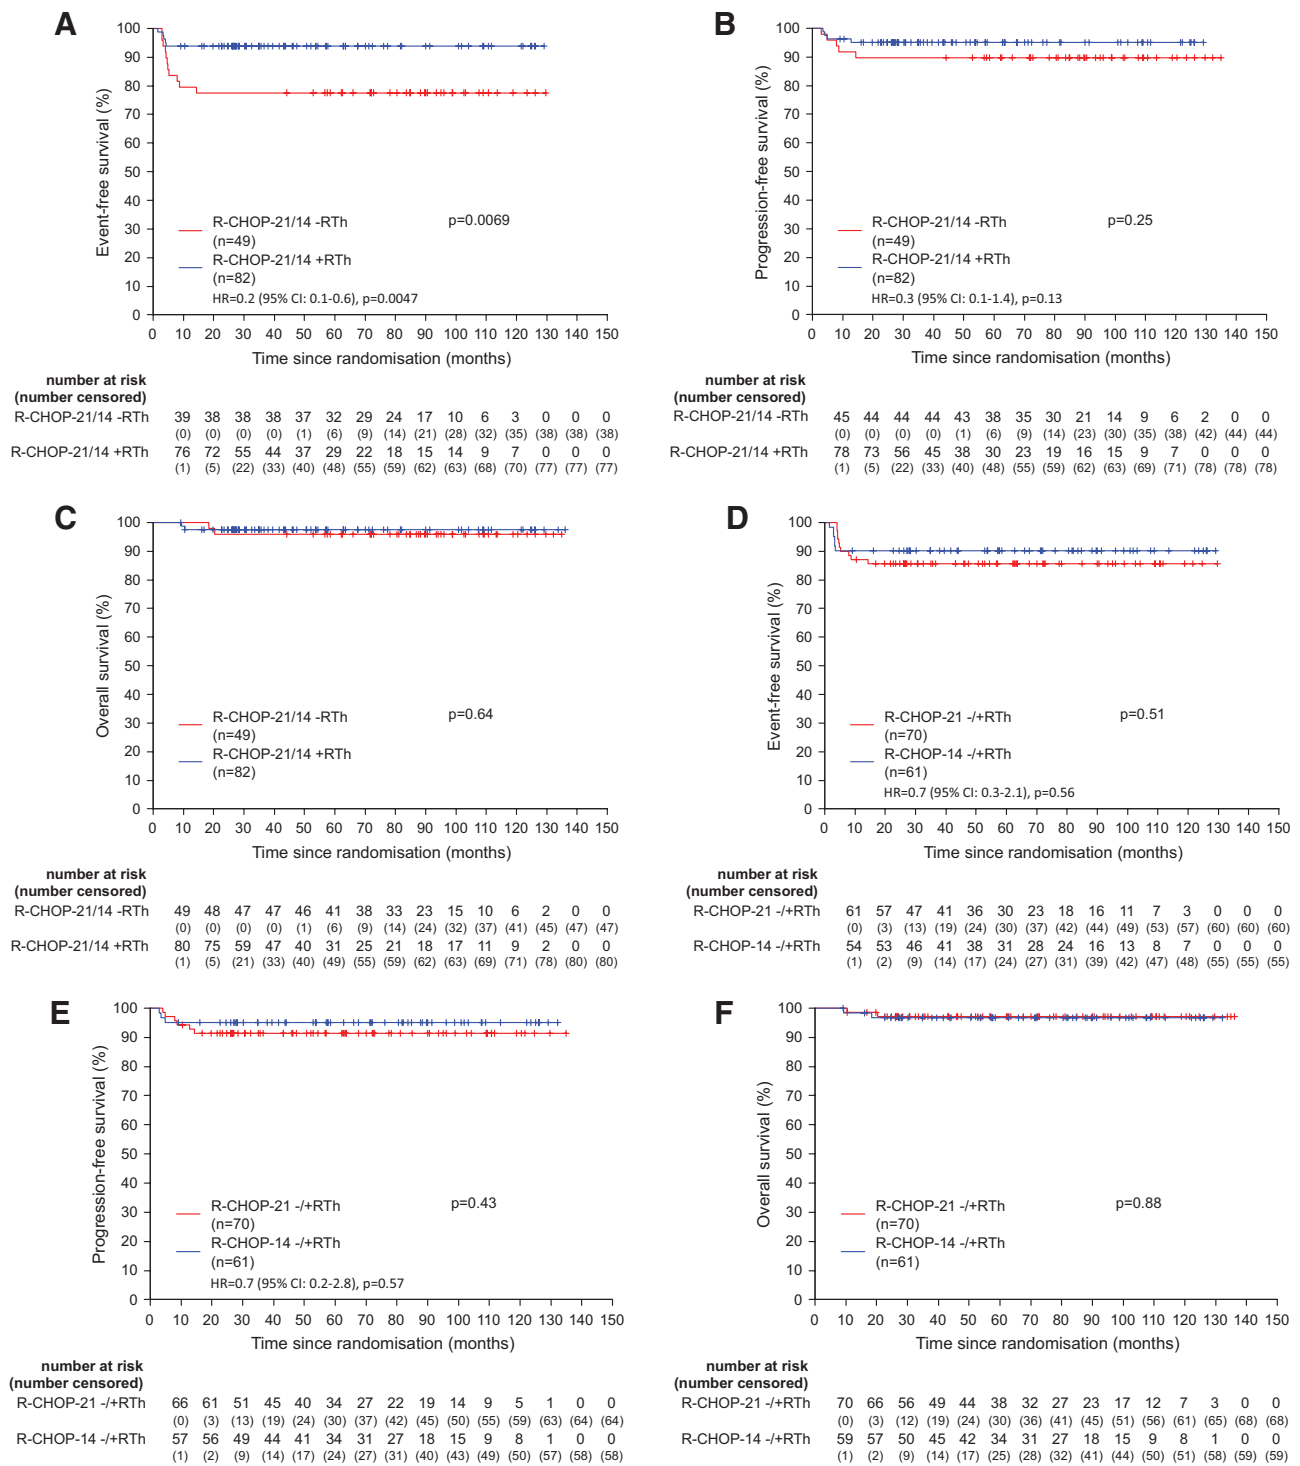 A
100
90
80
70
60
50
40
30
20
10
0
Event-free survival (%)
R-CHOP-21/14 -RTh
(n=49)
R-CHOP-21/14 +RTh
(n=82)
p=0.0069
HR=0.2 (95% CI: 0.1-0.6), p=0.0047
0 10 20 30 40 50 60 70 80 90 100 110 120 130 140 150
Time since randomisation (months)
number at risk
(number censored)
R-CHOP-21/14 -RTh 39 38 38 38 37 32 29 24 17 10 6 3 0 0 0
(0) (0) (0) (0) (1) (6) (9) (14) (21) (28) (32) (35) (38) (38) (38)
R-CHOP-21/14 +RTh 76 72 55 44 37 29 22 18 15 14 9 7 0 0 0
(1) (5) (22) (33) (40) (48) (55) (59) (62) (63) (68) (70) (77) (77) (77)
B
100
90
80
70
60
50
40
30
20
10
0
Progression-free survival (%)
R-CHOP-21/14 -RTh
(n=49)
R-CHOP-21/14 +RTh
(n=82)
p=0.25
HR=0.3 (95% CI: 0.1-1.4), p=0.13
0 10 20 30 40 50 60 70 80 90 100 110 120 130 140 150
Time since randomisation (months)
number at risk
(number censored)
R-CHOP-21/14 -RTh 45 44 44 44 43 38 35 30 21 14 9 6 2 0 0
(0) (0) (0) (0) (1) (6) (9) (14) (23) (30) (35) (38) (42) (44) (44)
R-CHOP-21/14 +RTh 78 73 56 45 38 30 23 19 16 15 9 7 0 0 0
(1) (5) (22) (33) (40) (48) (55) (59) (62) (63) (69) (71) (78) (78) (78)
C
100
90
80
70
60
50
40
30
20
10
0
Overall survival (%)
R-CHOP-21/14 -RTh
(n=49)
R-CHOP-21/14 +RTh
(n=82)
p=0.64
0 10 20 30 40 50 60 70 80 90 100 110 120 130 140 150
Time since randomisation (months)
number at risk
(number censored)
R-CHOP-21/14 -RTh 49 48 47 47 46 41 38 33 23 15 10 6 2 0 0
(0) (0) (0) (0) (1) (6) (9) (14) (24) (32) (37) (41) (45) (47) (47)
R-CHOP-21/14 +RTh 80 75 59 47 40 31 25 21 18 17 11 9 2 0 0
(1) (5) (21) (33) (40) (49) (55) (59) (62) (63) (69) (71) (78) (80) (80)
D
100
90
80
70
60
50
40
30
20
10
0
Event-free survival (%)
R-CHOP-21 -/+RTh
(n=70)
R-CHOP-14 -/+RTh
(n=61)
p=0.51
HR=0.7 (95% CI: 0.3-2.1), p=0.56
0 10 20 30 40 50 60 70 80 90 100 110 120 130 140 150
Time since randomisation (months)
number at risk
(number censored)
R-CHOP-21 -/+RTh 61 57 47 41 36 30 23 18 16 11 7 3 0 0 0
(0) (3) (13) (19) (24) (30) (37) (42) (44) (49) (53) (57) (60) (60) (60)
R-CHOP-14 -/+RTh 54 53 46 41 38 31 28 24 16 13 8 7 0 0 0
(1) (2) (9) (14) (17) (24) (27) (31) (39) (42) (47) (48) (55) (55) (55)
E
100
90
80
70
60
50
40
30
20
10
0
Progression-free survival (%)
R-CHOP-21 -/+RTh
(n=70)
R-CHOP-14 -/+RTh
(n=61)
p=0.43
HR=0.7 (95% CI: 0.2-2.8), p=0.57
0 10 20 30 40 50 60 70 80 90 100 110 120 130 140 150
Time since randomisation (months)
number at risk
(number censored)
R-CHOP-21 -/+RTh 66 61 51 45 40 34 27 22 19 14 9 5 1 0 0
(0) (3) (13) (19) (24) (30) (37) (42) (45) (50) (55) (59) (63) (64) (64)
R-CHOP-14 -/+RTh 57 56 49 44 41 34 31 27 18 15 9 8 1 0 0
(1) (2) (9) (14) (17) (24) (27) (31) (40) (43) (49) (50) (57) (58) (58)
F
100
90
80
70
60
50
40
30
20
10
0
Overall survival (%)
R-CHOP-21 -/+RTh
(n=70)
R-CHOP-14 -/+RTh
(n=61)
p=0.88
0 10 20 30 40 50 60 70 80 90 100 110 120 130 140 150
Time since randomisation (months)
number at risk
(number censored)
R-CHOP-21 -/+RTh 70 66 56 49 44 38 32 27 23 17 12 7 3 0 0
(0) (3) (12) (19) (24) (30) (36) (41) (45) (51) (56) (61) (65) (68) (68)
R-CHOP-14 -/+RTh 59 57 50 45 42 34 31 27 18 15 9 8 1 0 0
(1) (2) (9) (14) (17) (25) (28) (32) (41) (44) (50) (51) (58) (59) (59)